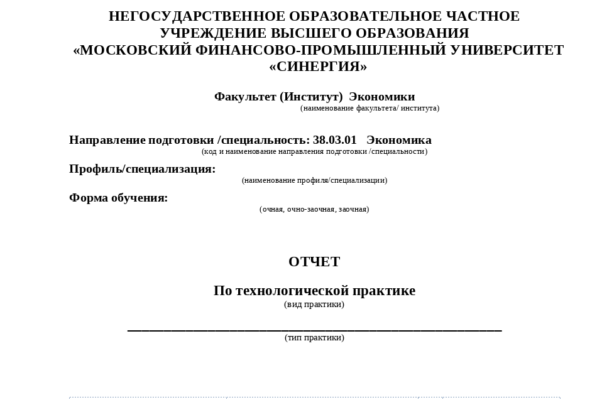 НЕГОСУДАРСТВЕННОЕ ОБРАЗОВАТЕЛЬНОЕ ЧАСТНОЕ
УЧРЕЖДЕНИЕ ВЫСШЕГО ОБРАЗОВАНИЯ
«МОСКОВСКИЙ ФИНАНСОВО-ПРОМЫШЛЕННЫЙ УНИВЕРСИТЕТ
«СИНЕРГИЯ»
Факультет (Институт) Экономики
(наименование факультета/ института)
Направление подготовки /специальность: 38.03.01 Экономика
(код и наименование направления подготовки /специальности)
Профиль/специализация:
(наименование профиля/специализации)
Форма обучения:
(очная, очно-заочная, заочная)
ОТЧЕТ
По технологической практике
(вид практики)
(тип практики)